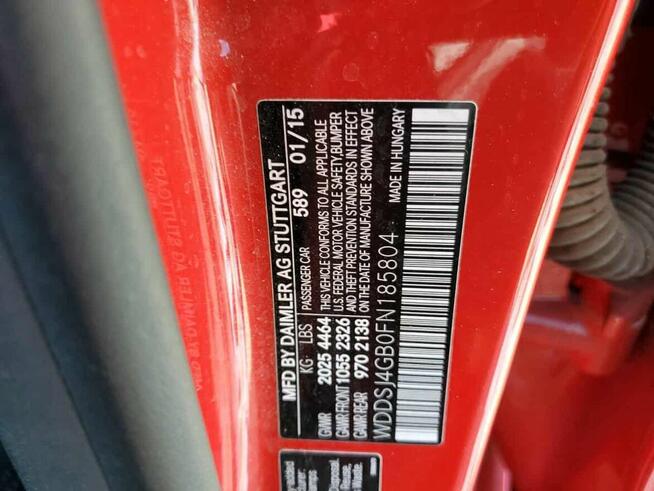 MFD BY DAIMLER AG STUTTGART
KG LBS PASSENGER CAR 589 01/15
GWR 2025 4464 THIS VEHICLE CONFORMS TO ALL APPLICABLE
GAWR FRONT 1055 2326 U.S. FEDERAL MOTOR VEHICLE SAFETY, BUMPER
GAWR REAR 970 2138 AND THEFT PREVENTION STANDARDS IN EFFECT
ON THE DATE OF MANUFACTURE SHOWN ABOVE
WDDSJ4GB0FN185804 MADE IN HUNGARY